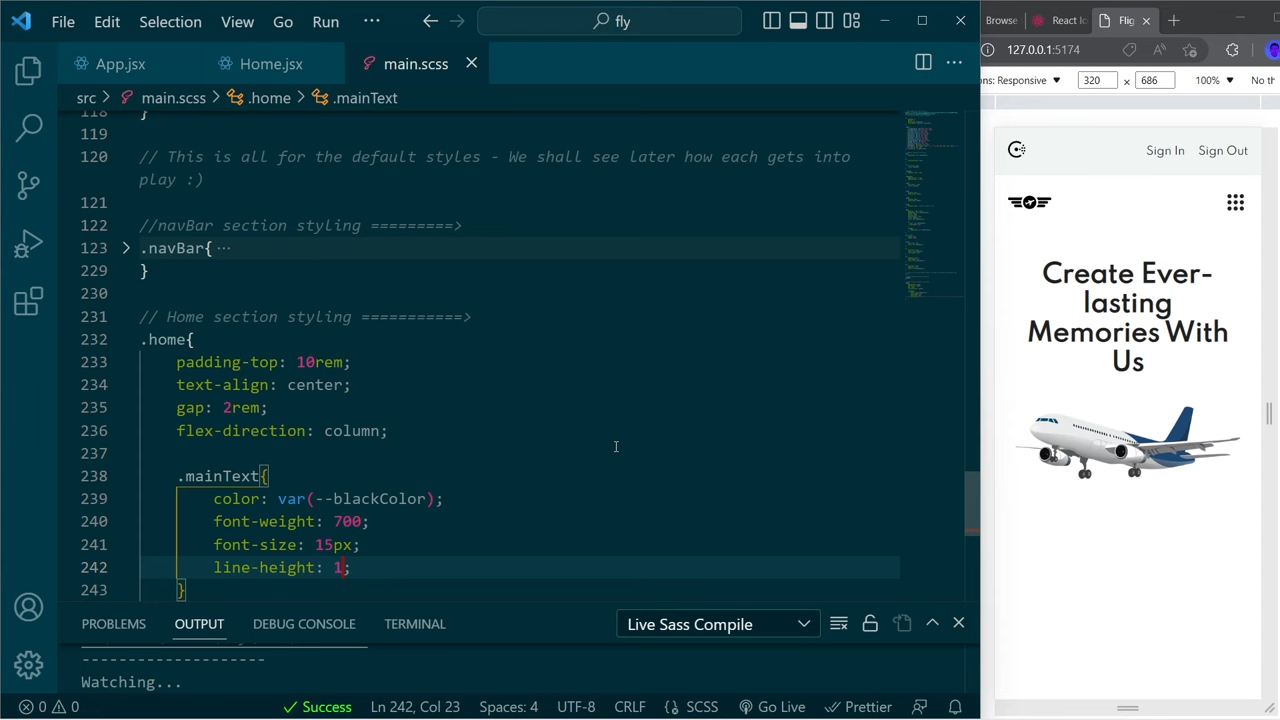 File Edit Selection View Go Run ··· fly
App.jsx Home.jsx main.scss
src > main.scss > .home > .mainText
118 }
119
120 // This is all for the default styles - We shall see later how each gets into
play :)
121
122 //navBar section styling =========>
123 .navBar{ ···
229 }
230
231 // Home section styling ===========>
232 .home{
233 padding-top: 10rem;
234 text-align: center;
235 gap: 2rem;
236 flex-direction: column;
237
238 .mainText{
239 color: var(--blackColor);
240 font-weight: 700;
241 font-size: 15px;
242 line-height: 1;
243 }
PROBLEMS OUTPUT DEBUG CONSOLE TERMINAL Live Sass Compile
--------------------
Watching...
0 0 Success Ln 242, Col 23 Spaces: 4 UTF-8 CRLF SCSS Go Live Prettier
Browse React Ic Flig
127.0.0.1:5174
ons: Responsive 320 × 686 100% No th
Sign In Sign Out
Create Ever-
lasting
Memories With
Us